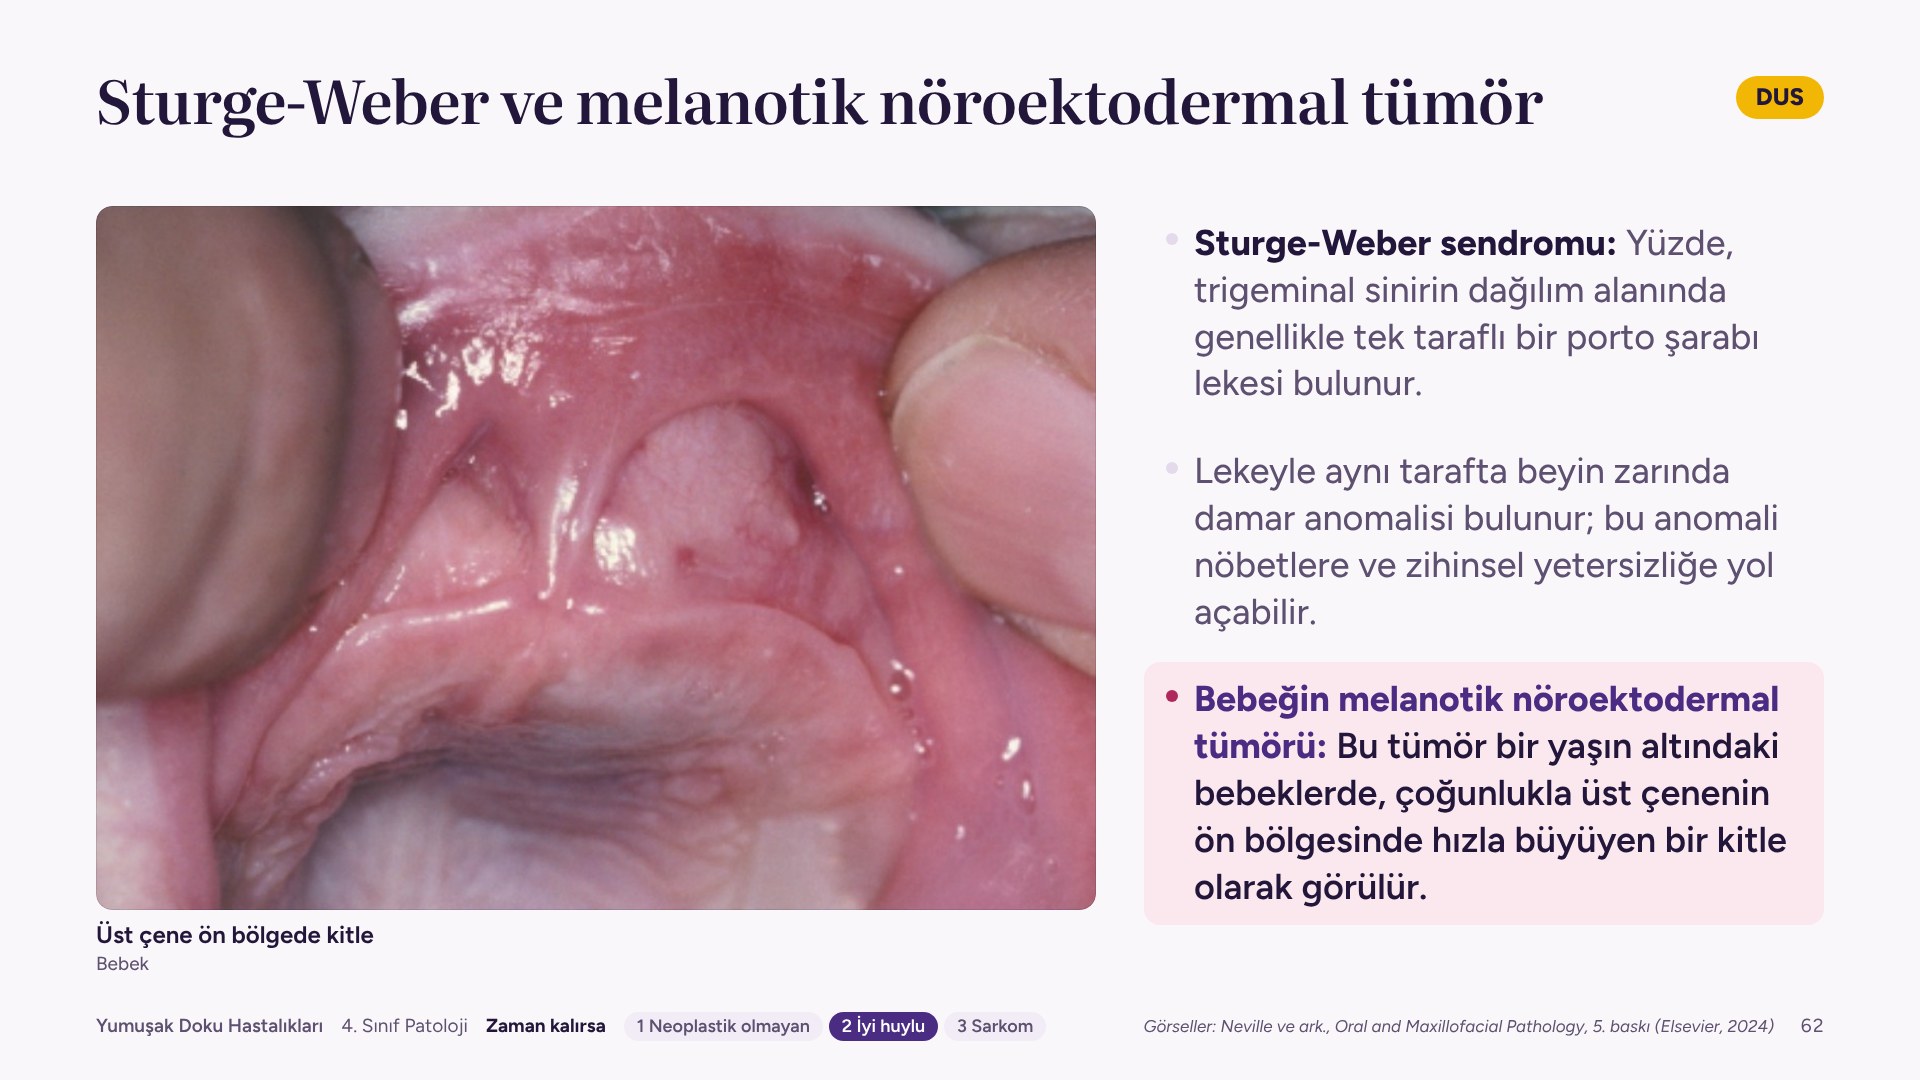 Sturge-Weber ve melanotik nöroektodermal tümör
DUS
Sturge-Weber sendromu: Yüzde,
trigeminal sinirin dağılım alanında
genellikle tek taraflı bir porto şarabı
lekesi bulunur.
Lekeyle aynı tarafta beyin zarında
damar anomalisi bulunur; bu anomali
nöbetlere ve zihinsel yetersizliğe yol
açabilir.
Bebeğin melanotik nöroektodermal
tümörü: Bu tümör bir yaşın altındaki
bebeklerde, çoğunlukla üst çenenin
ön bölgesinde hızla büyüyen bir kitle
olarak görülür.
Üst çene ön bölgede kitle
Bebek
Yumuşak Doku Hastalıkları 4. Sınıf Patoloji Zaman kalırsa 1 Neoplastik olmayan 2 İyi huylu 3 Sarkom
Görseller: Neville ve ark., Oral and Maxillofacial Pathology, 5. baskı (Elsevier, 2024) 62